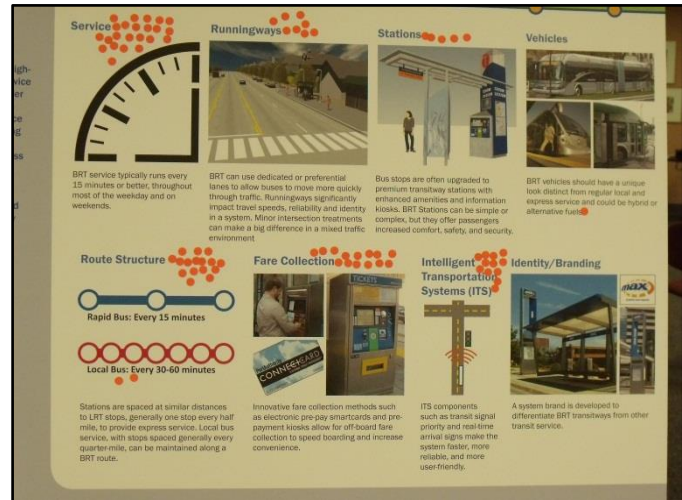 igh-
vice
er
ce
ng
ss
d
Service
BRT service typically runs every
15 minutes or better, throughout
most of the weekday and on
weekends.
Runningways
BRT can use dedicated or preferential
lanes to allow buses to move more quickly
through traffic. Runningways significantly
impact travel speeds, reliability and identity
in a system. Minor intersection treatments
can make a big difference in a mixed traffic
environment
Stations
Bus stops are often upgraded to
premium transitway stations with
enhanced amenities and information
kiosks. BRT Stations can be simple or
complex, but they offer passengers
increased comfort, safety, and security.
Vehicles
BRT vehicles should have a unique
look distinct from regular local and
express service and could be hybrid or
alternative fuels
Route Structure
Rapid Bus: Every 15 minutes
Local Bus: Every 30-60 minutes
Stations are spaced at similar distances
to LRT stops, generally one stop every half
mile, to provide express service. Local bus
service, with stops spaced generally every
quarter-mile, can be maintained along a
BRT route.
Fare Collection
TICKETS
CONNECTCARD
Innovative fare collection methods such
as electronic pre-pay smartcards and pre-
payment kiosks allow for off-board fare
collection to speed boarding and increase
convenience.
Intelligent
Transportation
Systems (ITS)
ITS components
such as transit signal
priority and real-time
arrival signs make the
system faster, more
reliable, and more
user-friendly.
Identity/Branding
max
A system brand is developed to
differentiate BRT transitways from other
transit service.